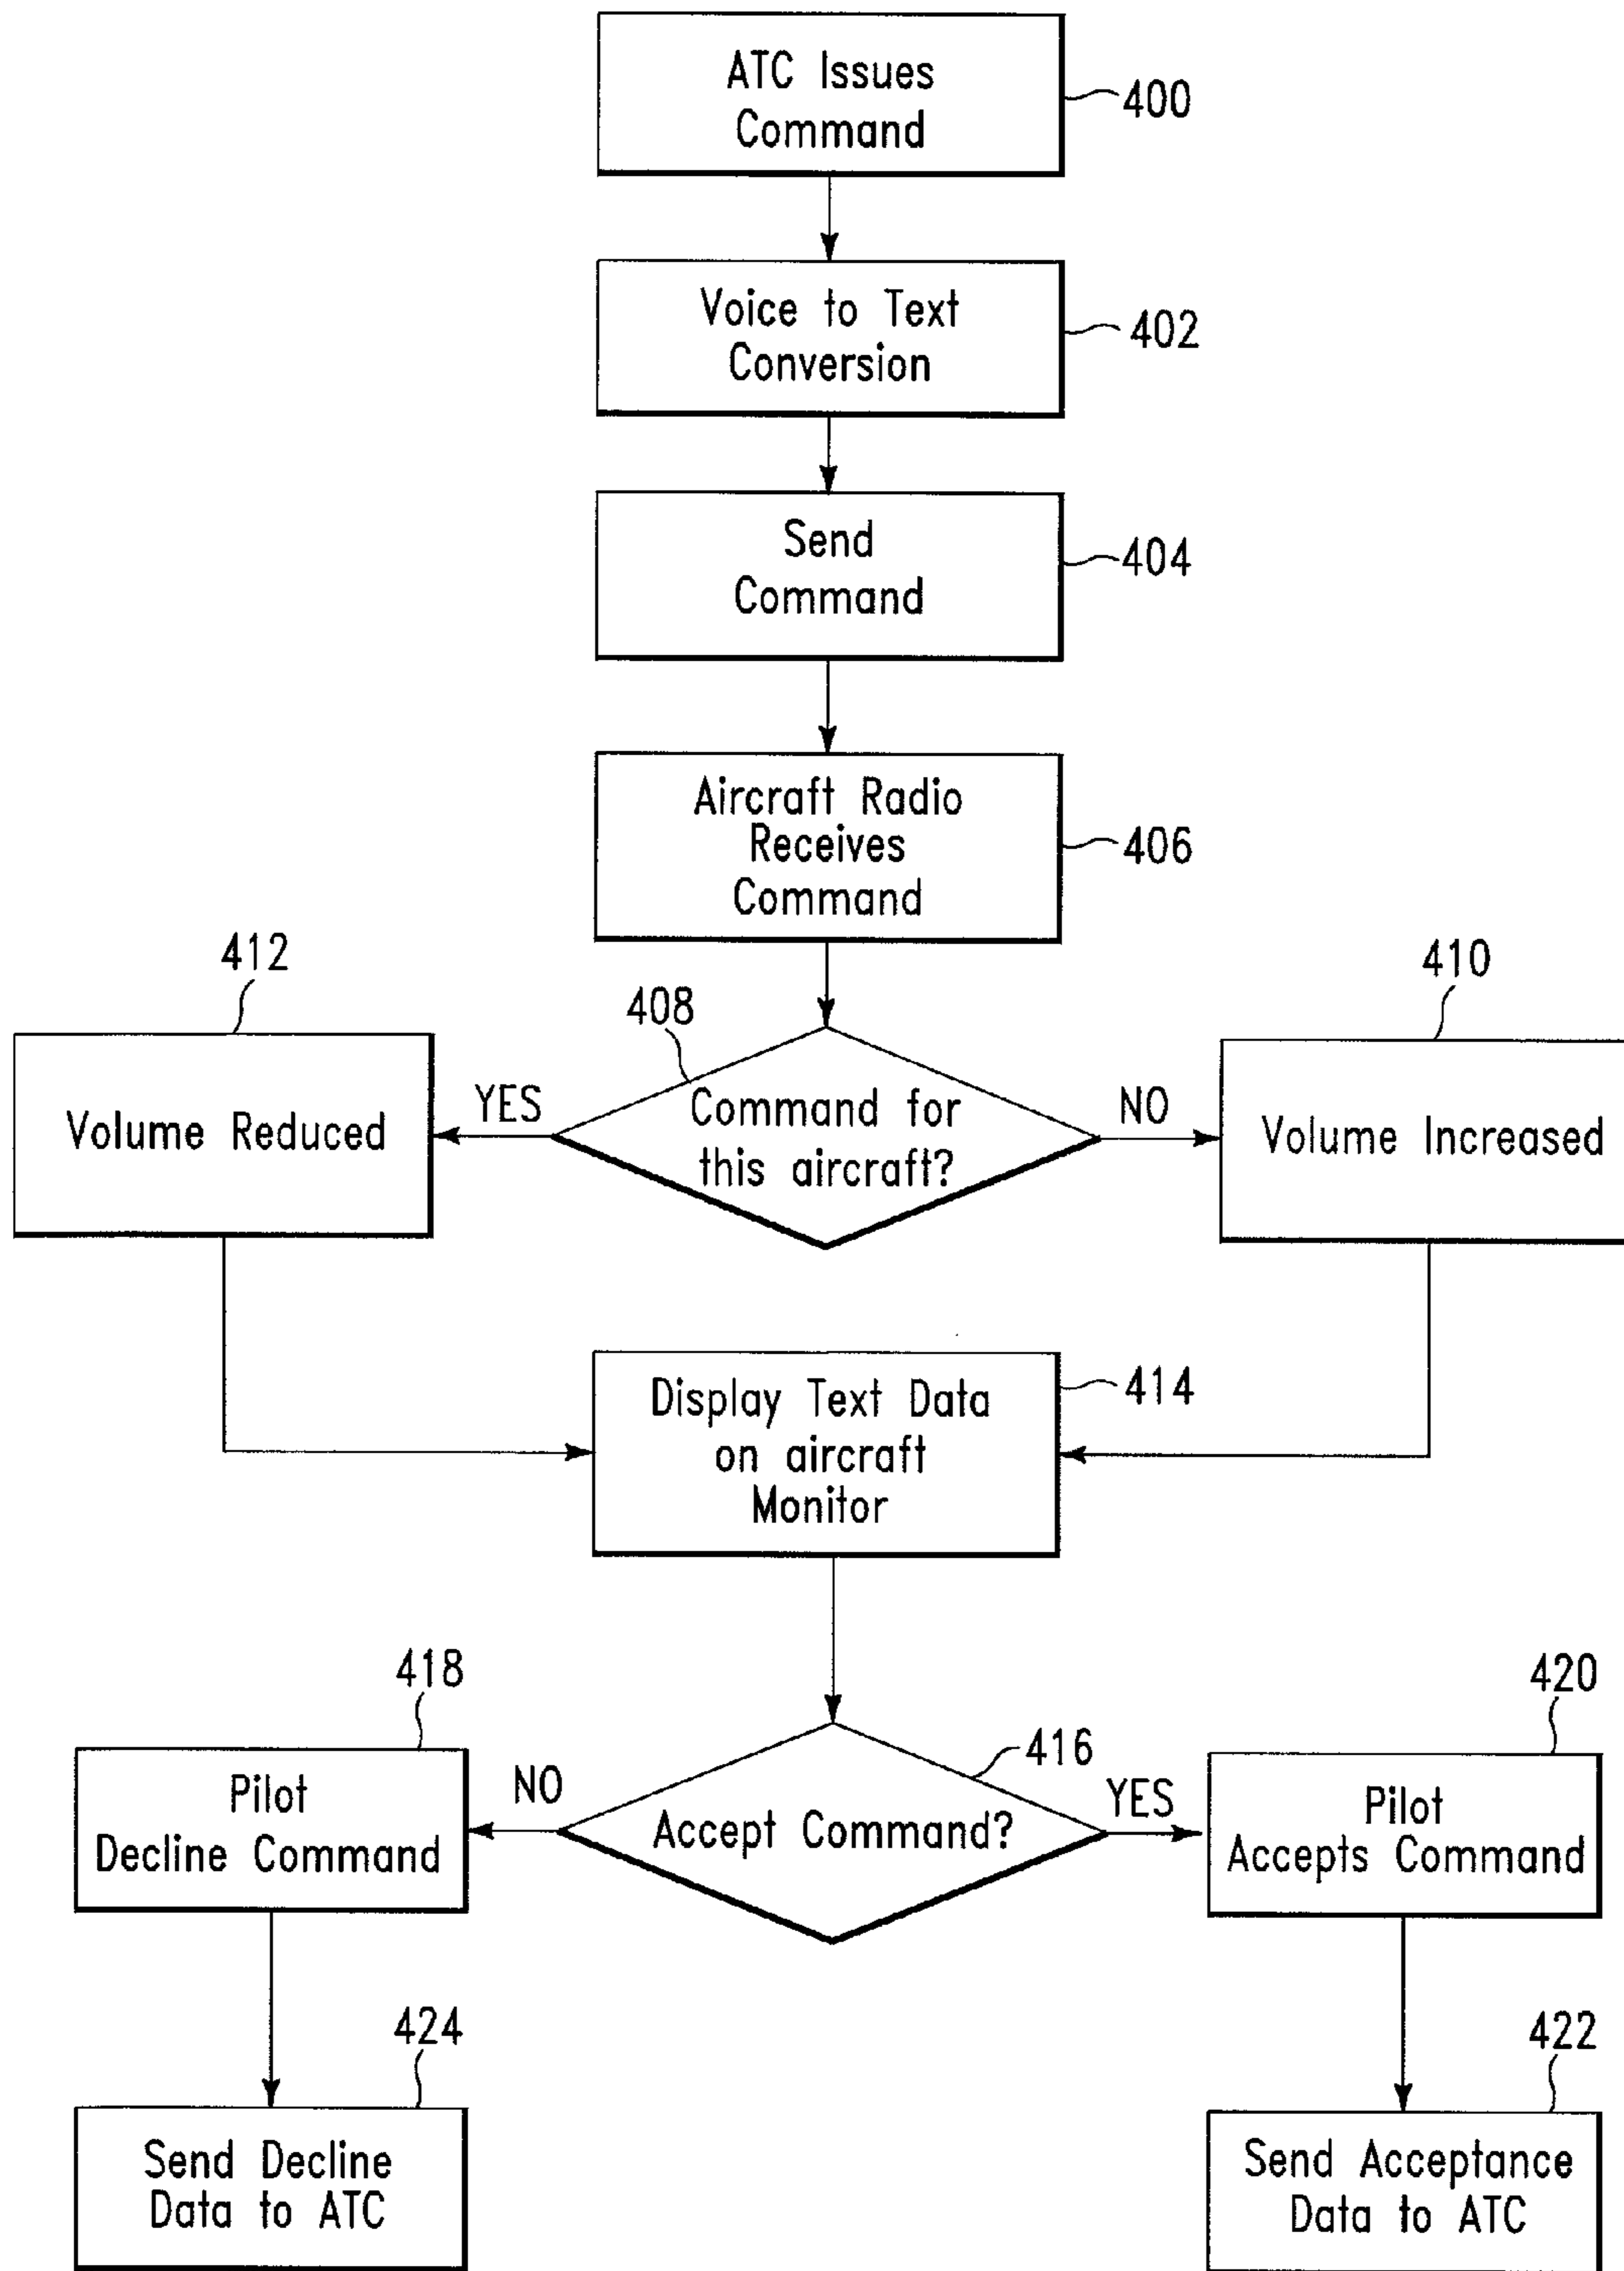 ATC Issues
Command
400
Voice to Text
Conversion
402
Send
Command
404
Aircraft Radio
Receives
Command
406
412
410
408
Volume Reduced
YES
Command for
this aircraft?
NO
Volume Increased
Display Text Data
on aircraft
Monitor
414
418
420
416
Pilot
Decline Command
NO
Accept Command?
YES
Pilot
Accepts Command
424
422
Send Decline
Data to ATC
Send Acceptance
Data to ATC